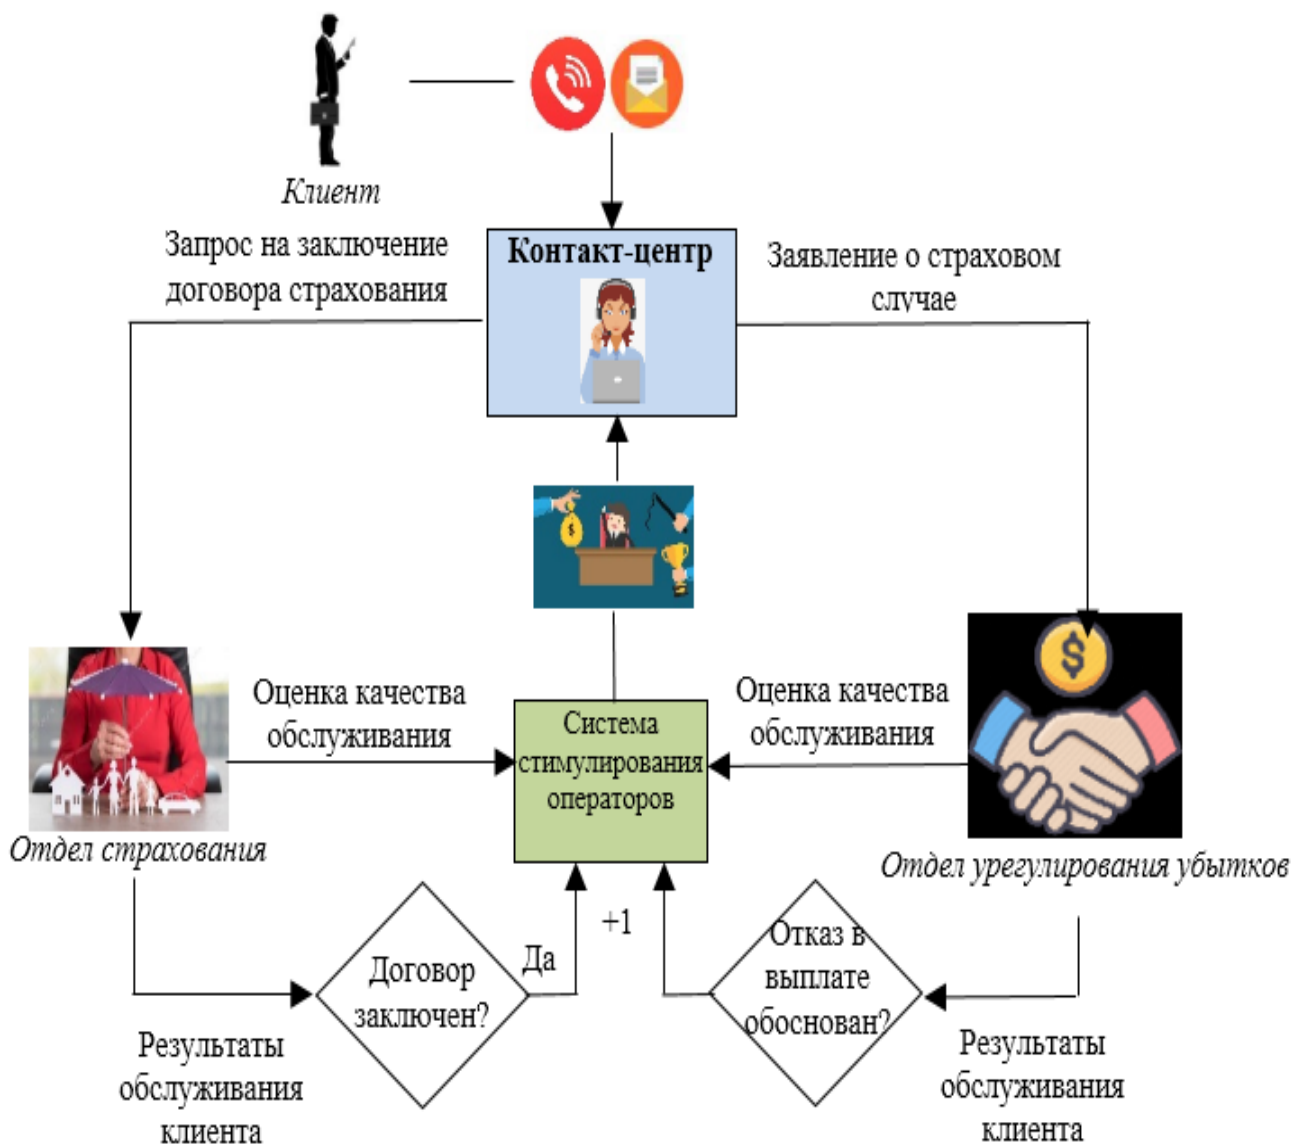 Клиент
Запрос на заключение
договора страхования
Контакт-центр
Заявление о страховом
случае
Оценка качества
обслуживания
Система
стимулирования
операторов
Оценка качества
обслуживания
Отдел страхования
Отдел урегулирования убытков
Договор
заключен?
Да
+1
Отказ в
выплате
обоснован?
Результаты
обслуживания
клиента
Результаты
обслуживания
клиента